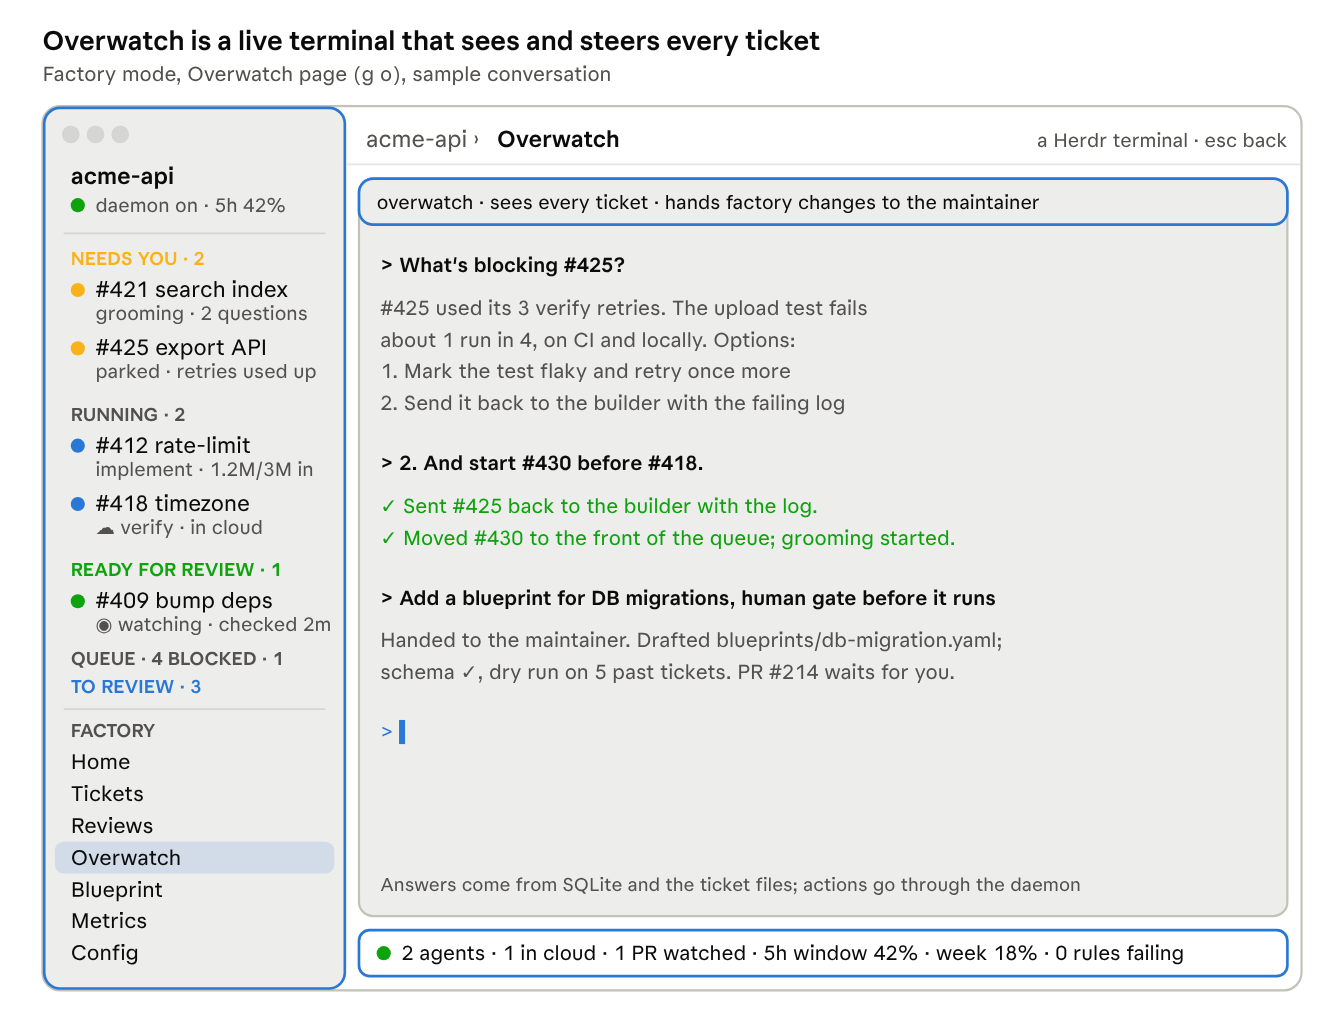 Overwatch is a live terminal that sees and steers every ticket
Factory mode, Overwatch page (g o), sample conversation
acme-api
daemon on · 5h 42%
NEEDS YOU · 2
#421 search index
grooming · 2 questions
#425 export API
parked · retries used up
RUNNING · 2
#412 rate-limit
implement · 1.2M/3M in
#418 timezone
☁ verify · in cloud
READY FOR REVIEW · 1
#409 bump deps
◉ watching · checked 2m
QUEUE · 4 BLOCKED · 1
TO REVIEW · 3
FACTORY
Home
Tickets
Reviews
Overwatch
Blueprint
Metrics
Config
acme-api › Overwatch
a Herdr terminal · esc back
overwatch · sees every ticket · hands factory changes to the maintainer
> What's blocking #425?
#425 used its 3 verify retries. The upload test fails
about 1 run in 4, on CI and locally. Options:
1. Mark the test flaky and retry once more
2. Send it back to the builder with the failing log
> 2. And start #430 before #418.
✓ Sent #425 back to the builder with the log.
✓ Moved #430 to the front of the queue; grooming started.
> Add a blueprint for DB migrations, human gate before it runs
Handed to the maintainer. Drafted blueprints/db-migration.yaml;
schema ✓, dry run on 5 past tickets. PR #214 waits for you.
>
Answers come from SQLite and the ticket files; actions go through the daemon
2 agents · 1 in cloud · 1 PR watched · 5h window 42% · week 18% · 0 rules failing